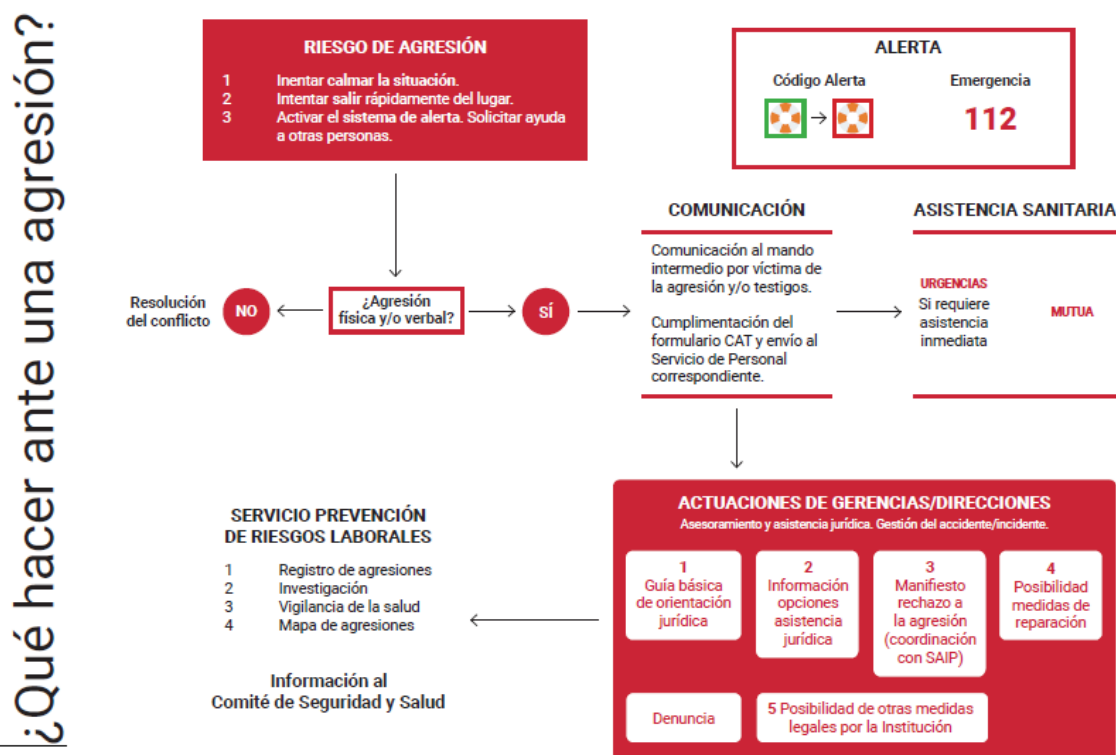 ¿Qué hacer ante una agresión?
RIESGO DE AGRESIÓN
1 Inentar calmar la situación.
2 Intentar salir rápidamente del lugar.
3 Activar el sistema de alerta. Solicitar ayuda
a otras personas.
ALERTA
Código Alerta
Emergencia
112
¿Agresión
física y/o verbal?
NO
Resolución
del conflicto
SÍ
COMUNICACIÓN
Comunicación al mando
intermedio por víctima de
la agresión y/o testigos.
Cumplimentación del
formulario CAT y envío al
Servicio de Personal
correspondiente.
ASISTENCIA SANITARIA
URGENCIAS
Si requiere
asistencia
inmediata
MUTUA
ACTUACIONES DE GERENCIAS/DIRECCIONES
Asesoramiento y asistencia jurídica. Gestión del accidente/incidente.
1
Guía básica
de orientación
jurídica
2
Información
opciones
asistencia
jurídica
3
Manifiesto
rechazo a
la agresión
(coordinación
con SAIP)
4
Posibilidad
medidas de
reparación
Denuncia
5 Posibilidad de otras medidas
legales por la Institución
SERVICIO PREVENCIÓN
DE RIESGOS LABORALES
1 Registro de agresiones
2 Investigación
3 Vigilancia de la salud
4 Mapa de agresiones
Información al
Comité de Seguridad y Salud